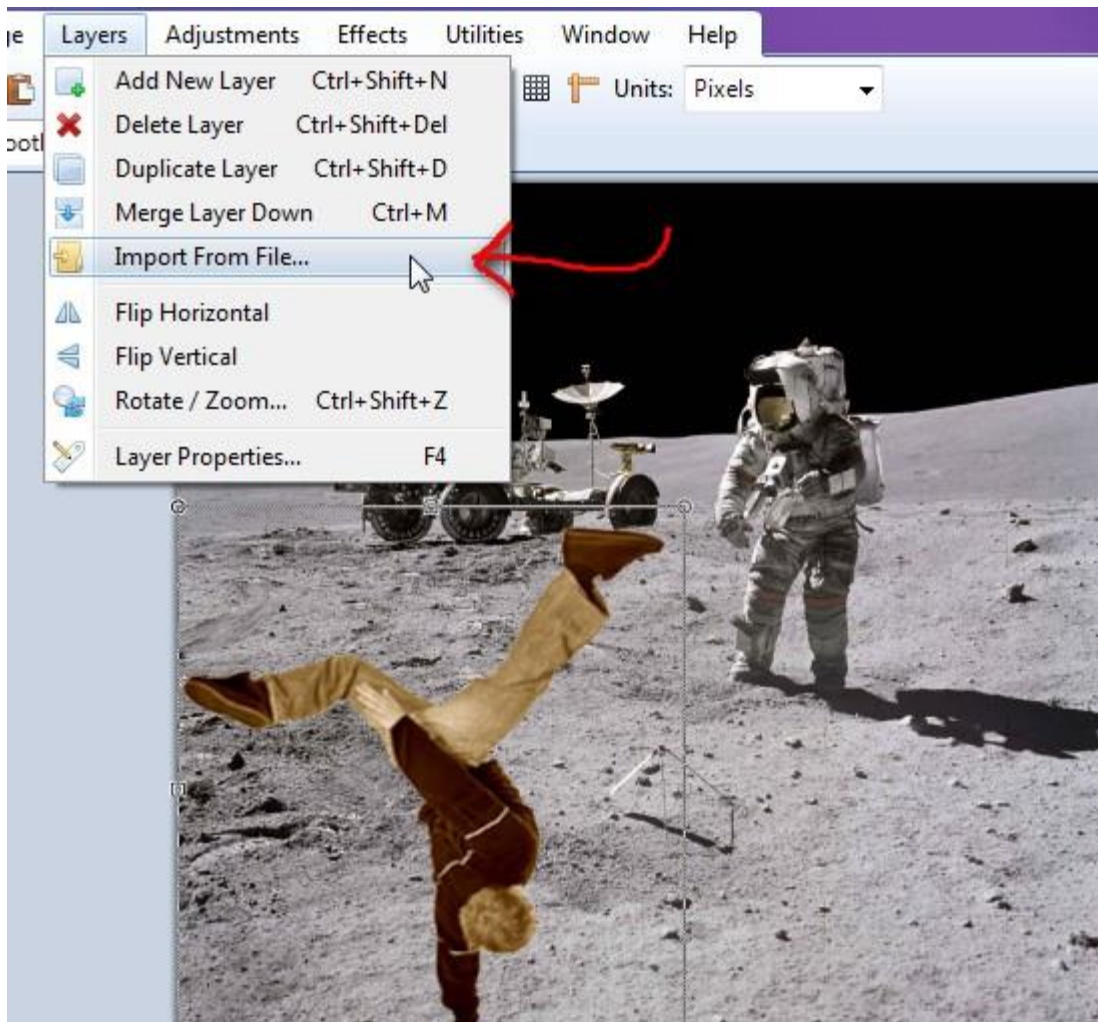 Layers Adjustments Effects Utilities Window Help
Add New Layer Ctrl+Shift+N
Units: Pixels
Delete Layer Ctrl+Shift+Del
Duplicate Layer Ctrl+Shift+D
Merge Layer Down Ctrl+M
Import From File...
Flip Horizontal
Flip Vertical
Rotate / Zoom... Ctrl+Shift+Z
Layer Properties... F4